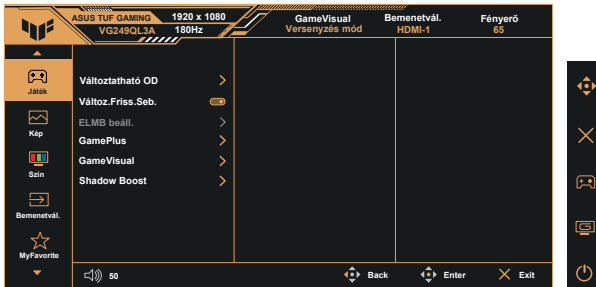 ASUS TUF GAMING 1920 x 1080
VG249QL3A 180Hz
GameVisual
Versenyzés mód
Bemenetvál.
HDMI-1
Fényerő
65
Játék
Kép
Szín
Bemenetvál.
MyFavorite
Változtatható OD
Változ.Friss.Seb.
ELMB beáll.
GamePlus
GameVisual
Shadow Boost
50
Back
Enter
Exit